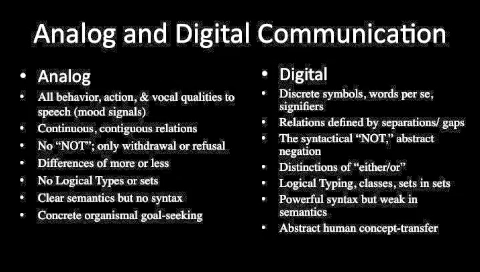 Analog and Digital Communication
• Analog
• All behavior, action, & vocal qualities to
speech (mood signals)
• Continuous, contiguous relations
• No “NOT”; only withdrawal or refusal
• Differences of more or less
• No Logical Types or sets
• Clear semantics but no syntax
• Concrete organismal goal-seeking
• Digital
• Discrete symbols, words per se,
signifiers
• Relations defined by separations/ gaps
• The syntactical “NOT,” abstract
negation
• Distinctions of “either/or”
• Logical Typing, classes, sets in sets
• Powerful syntax but weak in
semantics
• Abstract human concept-transfer